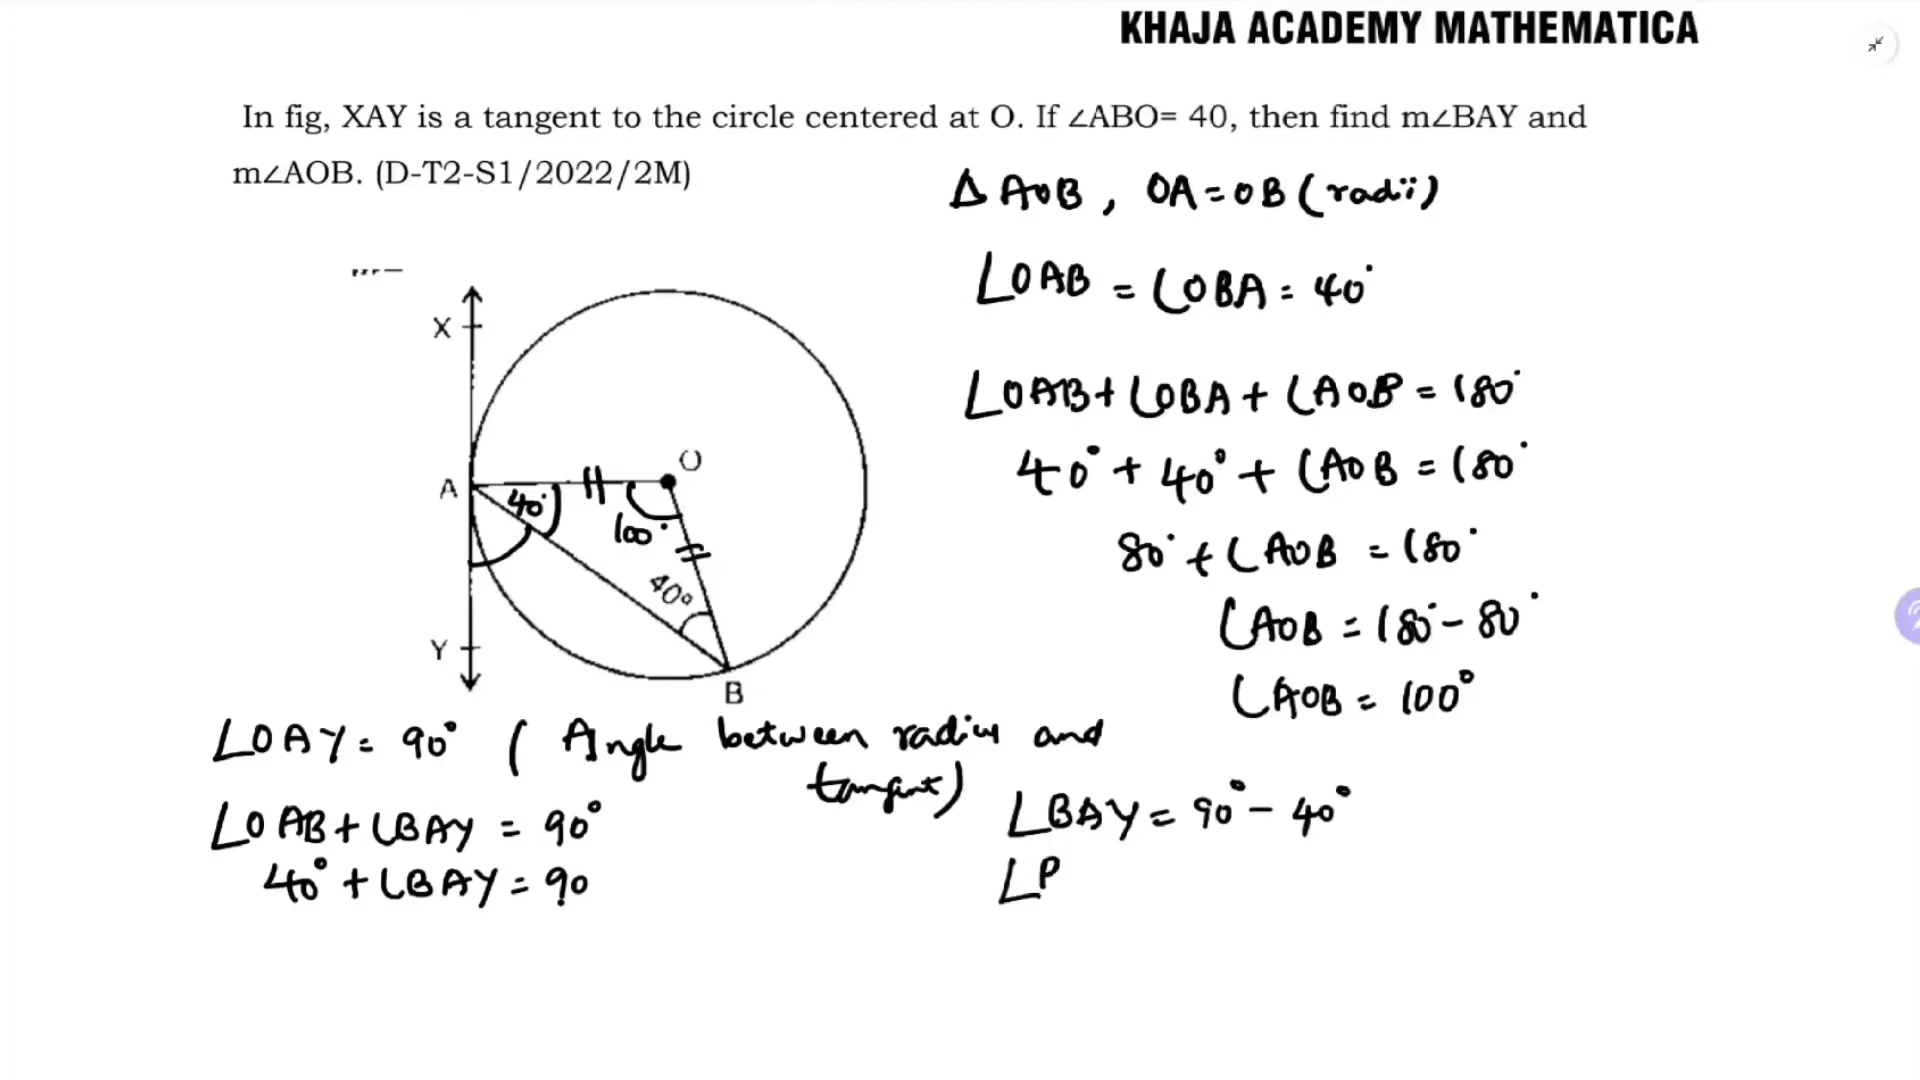 KHAJA ACADEMY MATHEMATICA
In fig, XAY is a tangent to the circle centered at O. If ∠ABO= 40, then find m∠BAY and
m∠AOB. (D-T2-S1/2022/2M)
Δ AOB, OA=OB (radii)
∠OAB = ∠OBA = 40°
∠OAB+∠OBA+∠AOB=180°
40°+40°+∠AOB=180°
80°+∠AOB=180°
∠AOB=180°-80°
∠AOB=100°
X
A
O
40°
100°
40°
Y
B
∠OAY=90° (Angle between radius and
tangent)
∠OAB+∠BAY=90°
40°+∠BAY=90
∠BAY=90°-40°
∠P